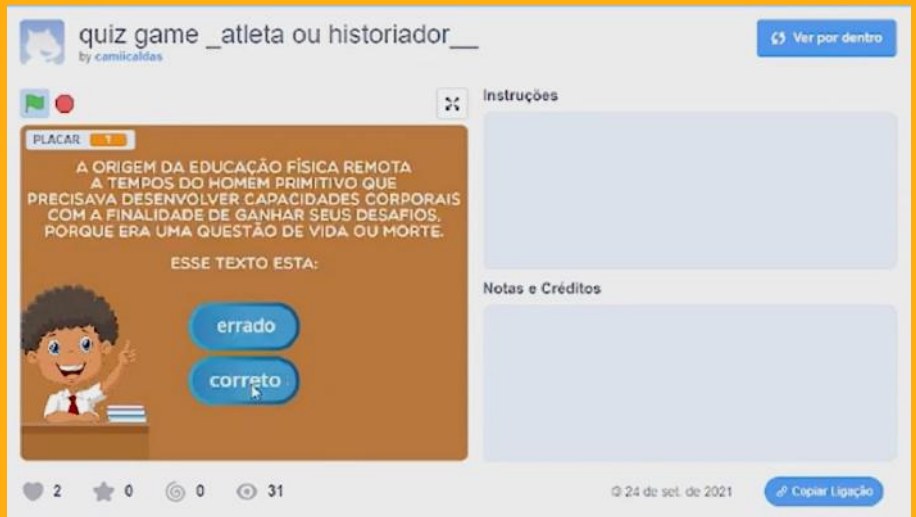 quiz game _atleta ou historiador__
by camiicaldas
Ver por dentro
Instruções
PLACAR 1
A ORIGEM DA EDUCAÇÃO FÍSICA REMOTA
A TEMPOS DO HOMEM PRIMITIVO QUE
PRECISAVA DESENVOLVER CAPACIDADES CORPORAIS
COM A FINALIDADE DE GANHAR SEUS DESAFIOS,
PORQUE ERA UMA QUESTÃO DE VIDA OU MORTE.
ESSE TEXTO ESTA:
errado
correto
Notas e Créditos
2 0 0 31
© 24 de set. de 2021
Copiar Ligação